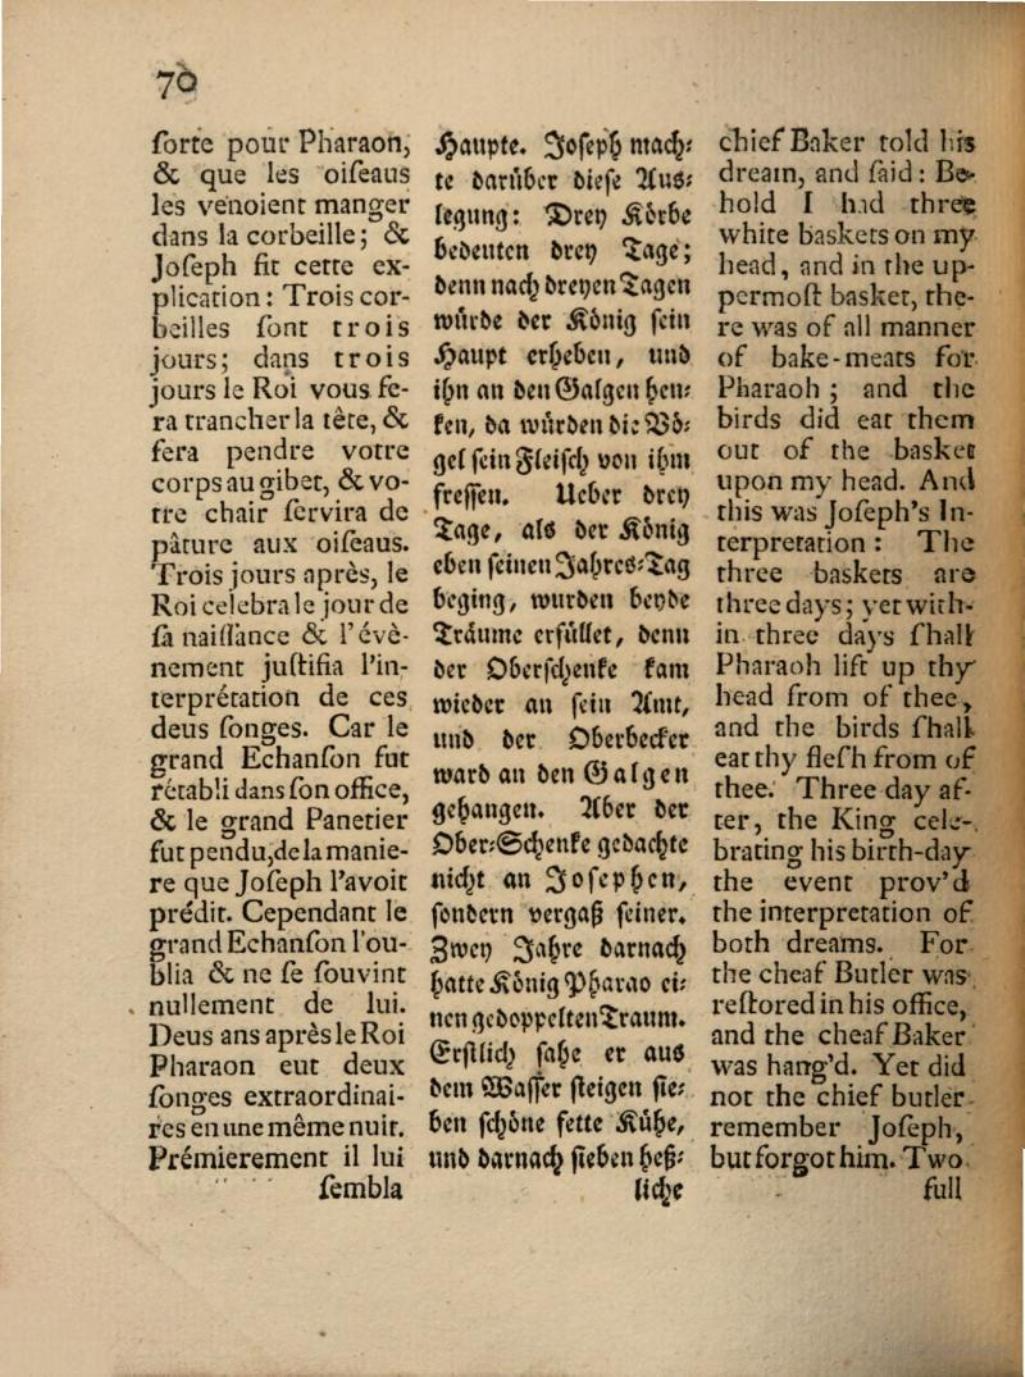 70
ſorte pour Pharaon,
& que les oiſeaus
les venoient manger
dans la corbeille; &
Joſeph fit cette ex-
plication: Trois cor-
beilles ſont trois
jours; dans trois
jours le Roi vous fe-
ra trancher la tête, &
fera pendre votre
corps au gibet, & vo-
tre chair ſervira de
pâture aux oiſeaus.
Trois jours après, le
Roi celebra le jour de
ſa naiſſance & l'évè-
nement juſtifia l'in-
terprétation de ces
deus ſonges. Car le
grand Echanſon fut
rétabli dans ſon office,
& le grand Panetier
fut pendu, de la manie-
re que Joſeph l'avoit
prédit. Cependant le
grand Echanſon l'ou-
blia & ne ſe ſouvint
nullement de lui.
Deus ans après le Roi
Pharaon eut deux
ſonges extraordinai-
res en une même nuit.
Prémierement il lui
ſembla
Haupte. Joſeph mach⸗
te darüber dieſe Aus⸗
legung: Drey Körbe
bedeuten drey Tage;
denn nach dreyen Tagen
würde der König ſein
Haupt erheben, und
ihn an den Galgen hen⸗
ken, da würden die Vö⸗
gel ſein Fleiſch von ihm
freſſen. Ueber drey
Tage, als der König
eben ſeinen Jahres⸗Tag
beging, wurden beyde
Träume erfüllet, denn
der Oberſchenke kam
wieder an ſein Amt,
und der Oberbecker
ward an den Galgen
gehangen. Aber der
Ober⸗Schenke gedachte
nicht an Joſephen,
ſondern vergaß ſeiner.
Zwey Jahre darnach
hatte König Pharao ei⸗
nen gedoppelten Traum.
Erſtlich ſahe er aus
dem Waſſer ſteigen ſie⸗
ben ſchöne fette Kühe,
und darnach ſieben heß⸗
liche
chief Baker told his
dream, and ſaid: Be-
hold I had three
white baskets on my
head, and in the up-
permoſt basket, the-
re was of all manner
of bake-meats for
Pharaoh; and the
birds did eat them
out of the basket
upon my head. And
this was Joſeph's In-
terpretation: The
three baskets are
three days; yet with-
in three days ſhall
Pharaoh lift up thy
head from of thee,
and the birds ſhall
eat thy fleſh from of
thee. Three day af-
ter, the King cele-
brating his birth-day
the event prov'd
the interpretation of
both dreams. For
the cheaf Butler was
reſtored in his office,
and the cheaf Baker
was hang'd. Yet did
not the chief butler
remember Joſeph,
but forgot him. Two
full